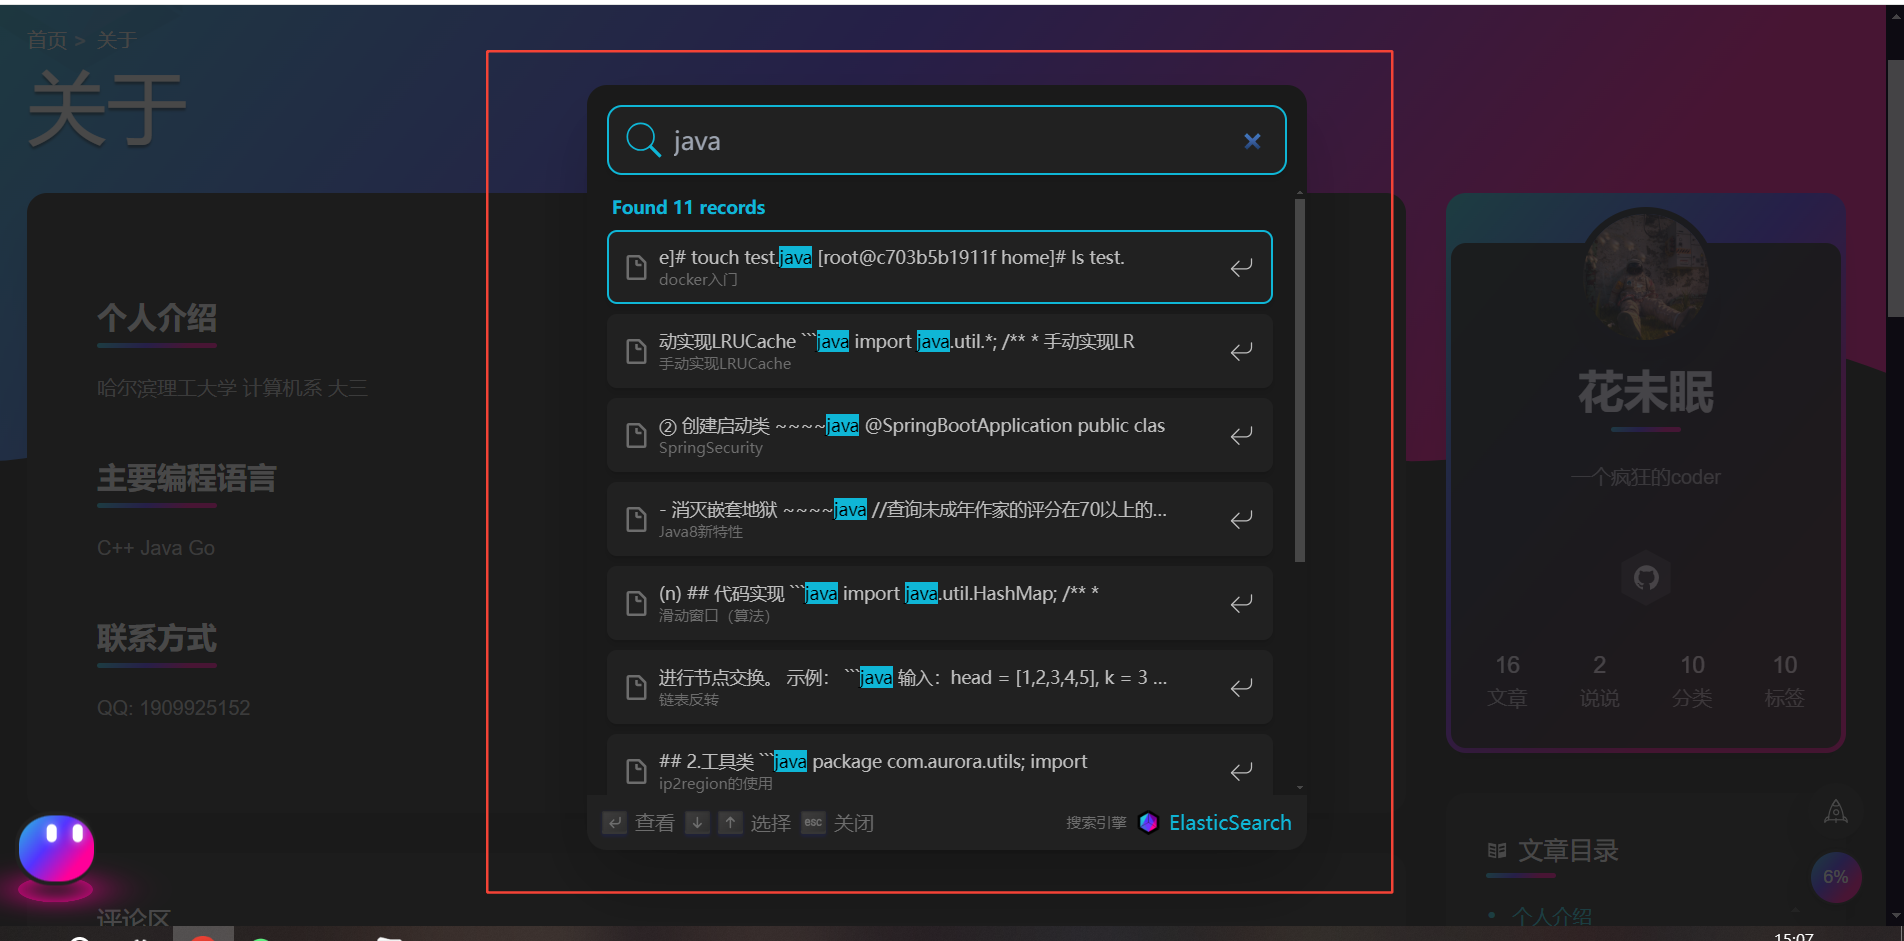 首页 > 关于
关于
java
Found 11 records
e]# touch test.java [root@c703b5b1911f home]# ls test.
docker入门
动实现LRUCache ```java import java.util.*; /** * 手动实现LR
手动实现LRUCache
② 创建启动类 ~~~~java @SpringBootApplication public clas
SpringSecurity
- 消灭嵌套地狱 ~~~~java //查询未成年作家的评分在70以上的...
Java8新特性
(n) ## 代码实现 ```java import java.util.HashMap; /** *
滑动窗口（算法）
进行节点交换。 示例： ```java 输入：head = [1,2,3,4,5], k = 3 ...
链表反转
## 2.工具类 ```java package com.aurora.utils; import
ip2region的使用
查看 选择 esc 关闭
搜索引擎 ElasticSearch
个人介绍
哈尔滨理工大学 计算机系 大三
主要编程语言
C++ Java Go
联系方式
QQ: 1909925152
评论区
花未眠
一个疯狂的coder
16 2 10 10
文章 说说 分类 标签
文章目录
个人介绍
6%
15:07